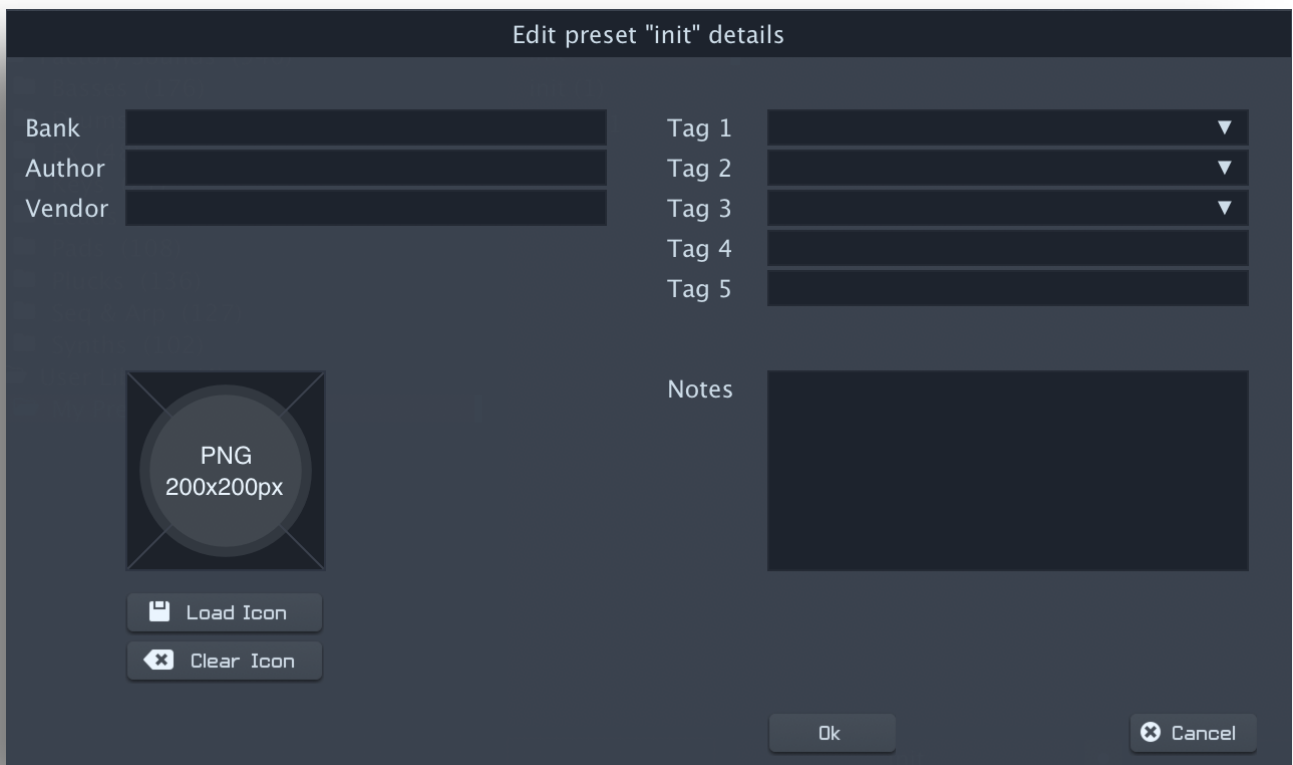 Edit preset "init" details
Bank
Author
Vendor
Tag 1
Tag 2
Tag 3
Tag 4
Tag 5
PNG
200x200px
Notes
Load Icon
Clear Icon
Ok
Cancel